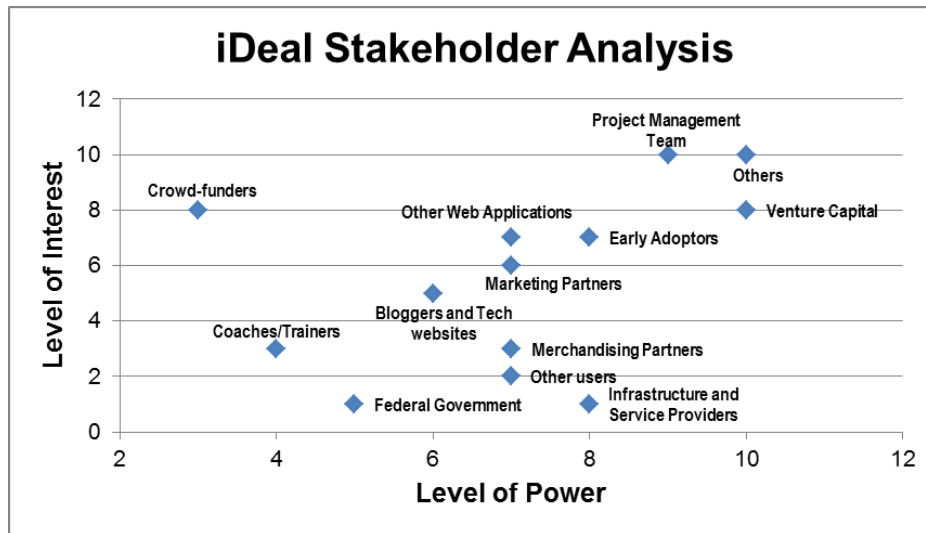 iDeal Stakeholder Analysis
12
10
8
6
4
2
0
Level of Interest
Project Management
Team
Others
Crowd-funders
Venture Capital
Other Web Applications
Early Adoptors
Marketing Partners
Bloggers and Tech
websites
Coaches/Trainers
Merchandising Partners
Other users
Federal Government
Infrastructure and
Service Providers
2 4 6 8 10 12
Level of Power